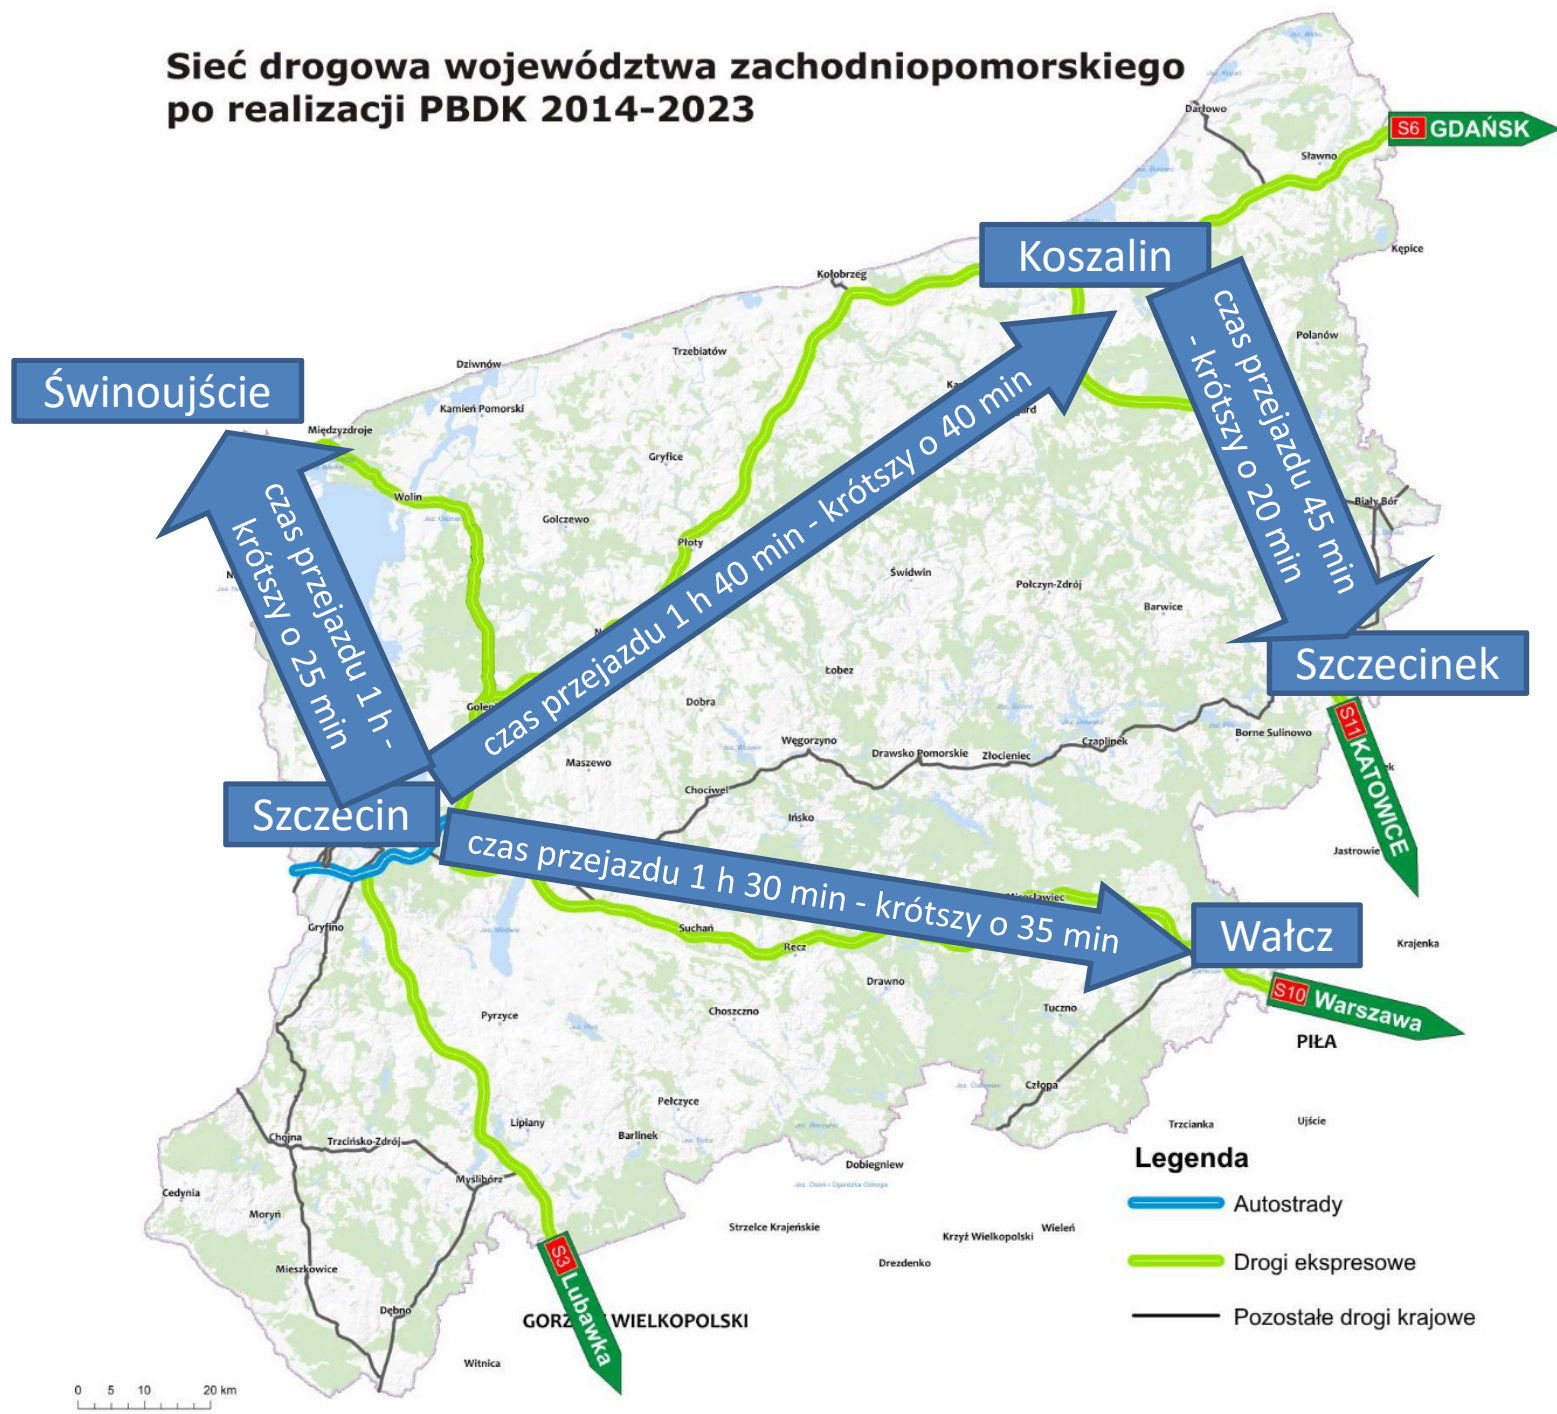 Sieć drogowa województwa zachodniopomorskiego
po realizacji PBDK 2014-2023
Darłowo
S6 GDAŃSK
Sławno
Koszalin
Kępice
Kołobrzeg
czas przejazdu 45 min
- krótszy o 20 min
Polanów
Trzebiatów
Dziwnów
Świnoujście
Kamień Pomorski
Międzyzdroje
czas przejazdu 1 h 40 min - krótszy o 40 min
Gryfice
Wolin
Golczewo
Biały Bór
czas przejazdu 1 h -
krótszy o 25 min
Płoty
Świdwin
Połczyn-Zdrój
Barwice
Szczecinek
Łobez
Dobra
Węgorzyno
Drawsko Pomorskie
Złocieniec
Czaplinek
Borne Sulinowo
S11 KATOWICE
Maszewo
Chociwel
Ińsko
Szczecin
czas przejazdu 1 h 30 min - krótszy o 35 min
Jastrowie
Gryfino
Suchań
Recz
Wałcz
Krajenka
Drawno
S10 Warszawa
Pyrzyce
Choszczno
Tuczno
PIŁA
Człopa
Pełczyce
Lipiany
Barlinek
Trzcianka
Ujście
Chojna
Trzcińsko-Zdrój
Myślibórz
Dobiegniew
Cedynia
Moryń
Strzelce Krajeńskie
Krzyż Wielkopolski
Wieleń
Drezdenko
Mieszkowice
Dębno
S3 Lubawka
WIELKOPOLSKI
Witnica
Legenda
Autostrady
Drogi ekspresowe
Pozostałe drogi krajowe
0 5 10 20 km